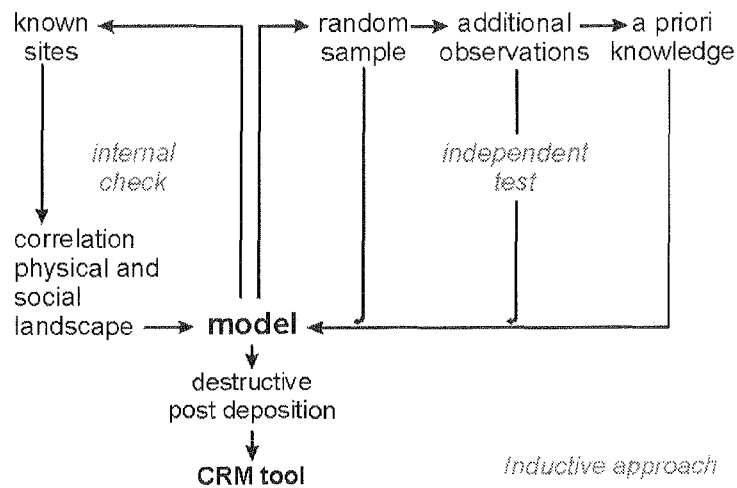 known
sites
random
sample
additional
observations
a priori
knowledge
internal
check
independent
test
correlation
physical and
social
landscape
model
destructive
post deposition
CRM tool
Inductive approach